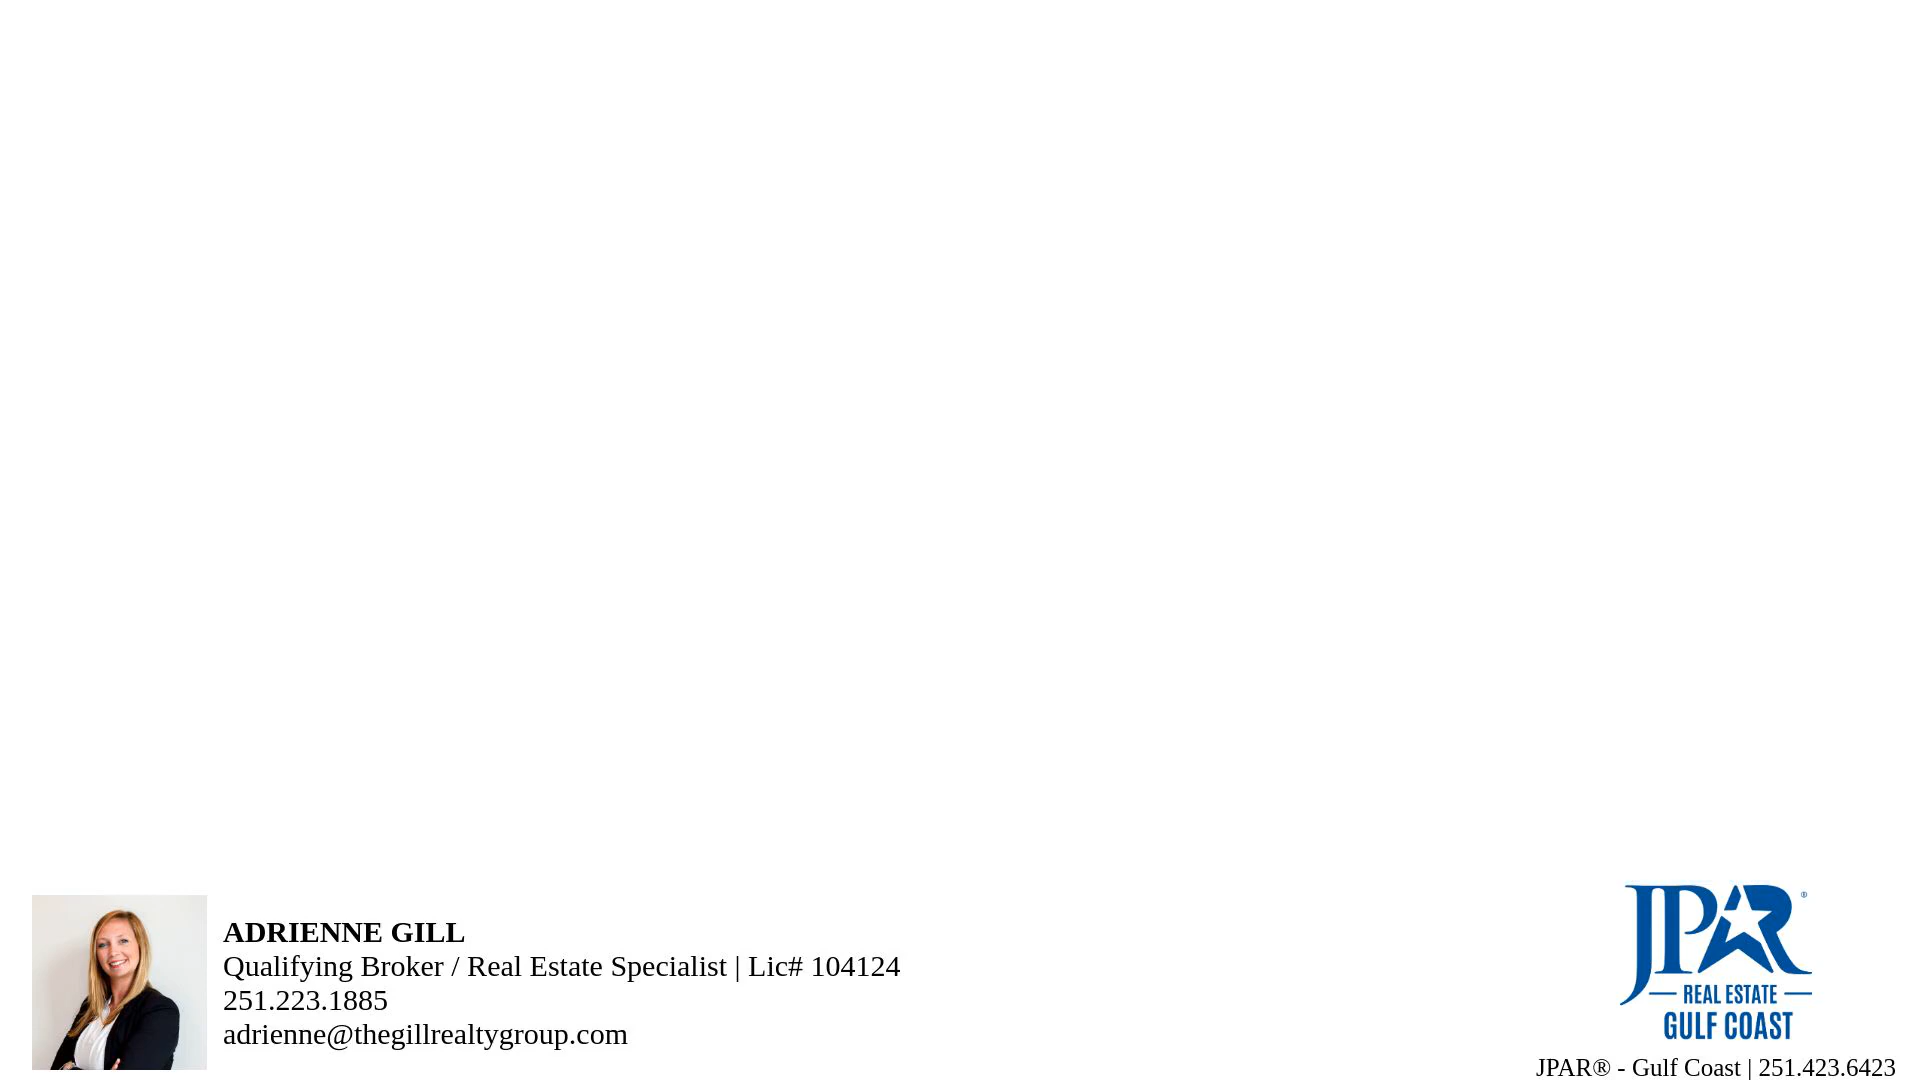 ADRIENNE GILL
Qualifying Broker / Real Estate Specialist | Lic# 104124
251.223.1885
adrienne@thegillrealtygroup.com
JPAR®
REAL ESTATE
GULF COAST
JPAR® - Gulf Coast | 251.423.6423